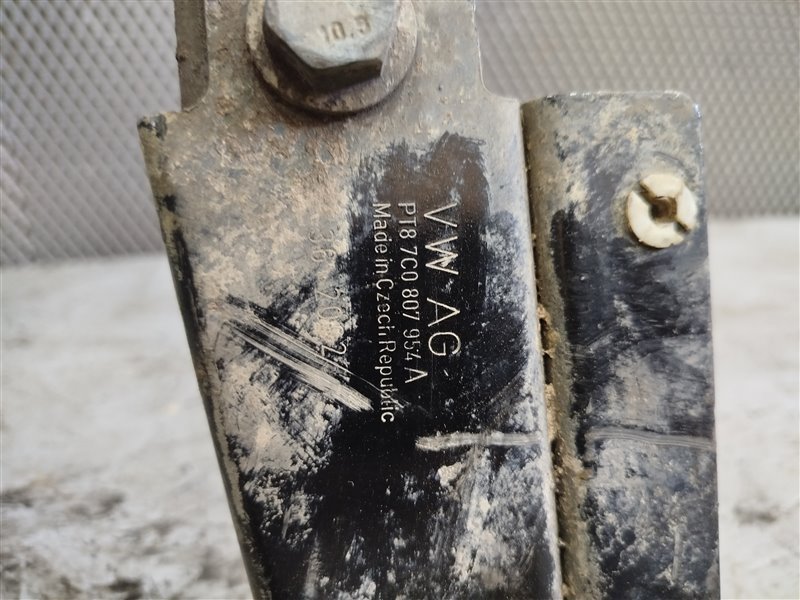 10.9
VW AG
PT8 7C0 807 954 A
Made in Czech Republic